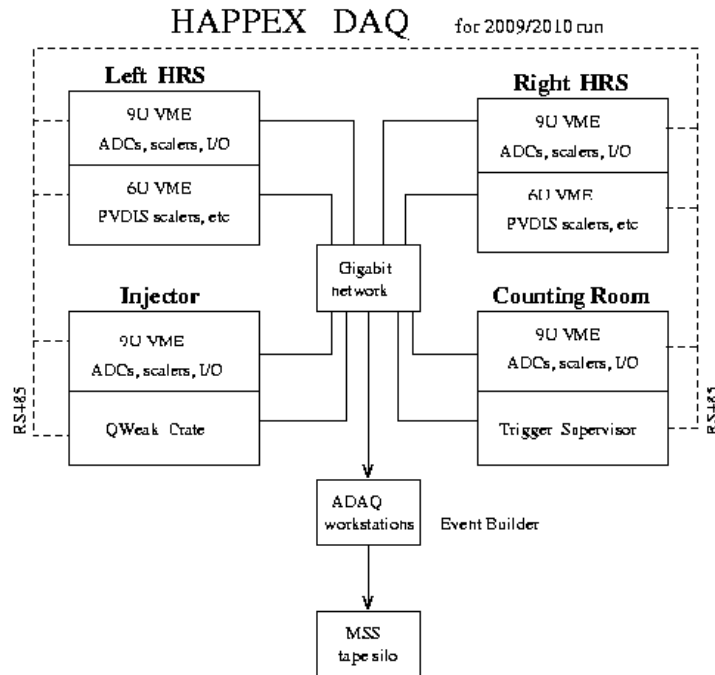 HAPPEX DAQ for 2009/2010 run
Left HRS
9U VME
ADCs, scalers, I/O
6U VME
PVDIS scalers, etc
Right HRS
9U VME
ADCs, scalers, I/O
6U VME
PVDIS scalers, etc
Gigabit
network
Injector
9U VME
ADCs, scalers, I/O
QWeak Crate
Counting Room
9U VME
ADCs, scalers, I/O
Trigger Supervisor
RS485
RS485
ADAQ
workstations
Event Builder
MSS
tape silo